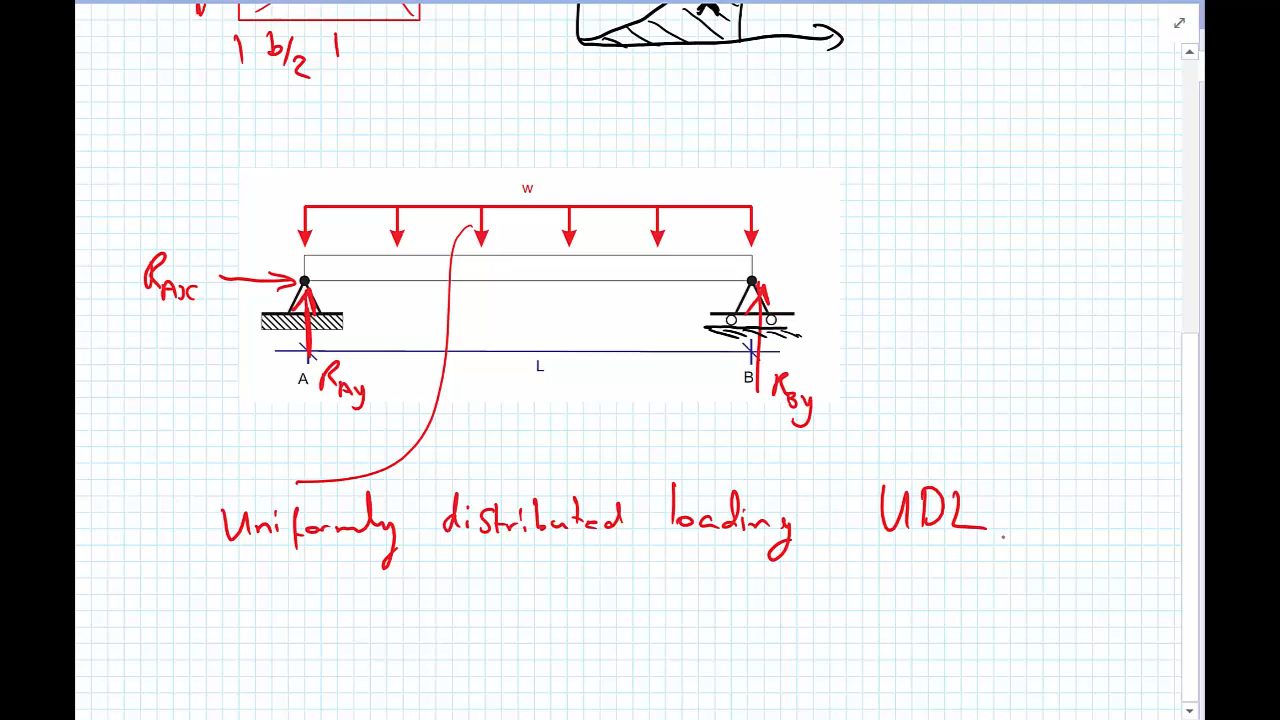 b/2
w
R_Ax
L
A
R_Ay
B
R_By
Uniformly distributed loading UDL